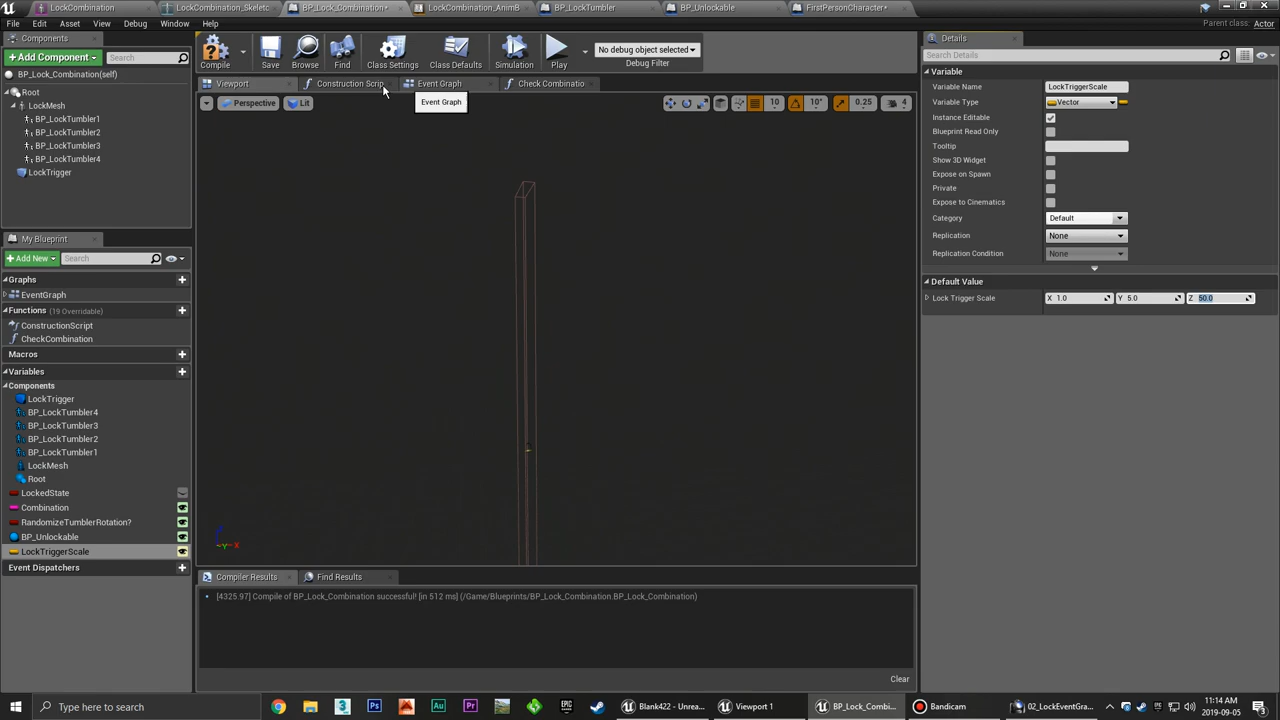 LockCombination
LockCombination_Skeletc
BP_Lock_Combination*
LockCombination_AnimB
BP_LockTumbler
BP_Unlockable
FirstPersonCharacter*
File
Edit
Asset
View
Debug
Window
Help
Parent class: Actor
Components
+ Add Component
Search
Compile
Save
Browse
Find
Class Settings
Class Defaults
Simulation
Play
No debug object selected
Debug Filter
Details
Search Details
BP_Lock_Combination(self)
Root
LockMesh
BP_LockTumbler1
BP_LockTumbler2
BP_LockTumbler3
BP_LockTumbler4
LockTrigger
Viewport
Construction Scrip
Event Graph
Check Combinatio
Event Graph
Perspective
Lit
10
10°
0.25
4
Variable
Variable Name
LockTriggerScale
Variable Type
Vector
Instance Editable
Blueprint Read Only
Tooltip
Show 3D Widget
Expose on Spawn
Private
Expose to Cinematics
Category
Default
Replication
None
Replication Condition
None
Default Value
Lock Trigger Scale
X 1.0
Y 5.0
Z 50.0
My Blueprint
+ Add New
Search
Graphs
EventGraph
Functions (19 Overridable)
ConstructionScript
CheckCombination
Macros
Variables
Components
LockTrigger
BP_LockTumbler4
BP_LockTumbler3
BP_LockTumbler2
BP_LockTumbler1
LockMesh
Root
LockedState
Combination
RandomizeTumblerRotation?
BP_Unlockable
LockTriggerScale
Event Dispatchers
X
Compiler Results
Find Results
[4325.97] Compile of BP_Lock_Combination successful! [in 512 ms] (/Game/Blueprints/BP_Lock_Combination.BP_Lock_Combination)
Clear
Type here to search
Blank422 - Unrea...
Viewport 1
BP_Lock_Combi...
Bandicam
02_LockEventGra...
11:14 AM
2019-09-05